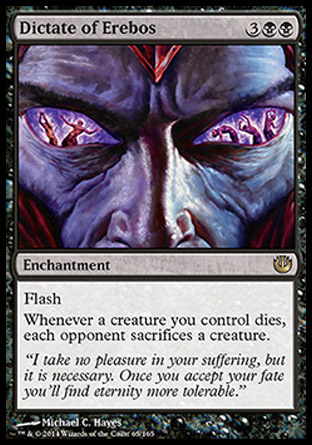 Dictate of Erebos 3
Enchantment
Flash
Whenever a creature you control dies,
each opponent sacrifices a creature.
“I take no pleasure in your suffering, but
it is necessary. Once you accept your fate
you’ll find eternity more tolerable.”
Michael C. Hayes
™ & © 2014 Wizards of the Coast 65/165